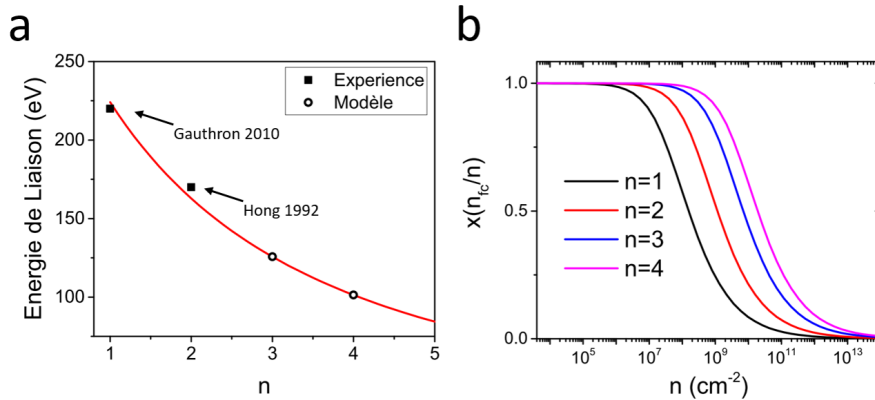 a
Energie de Liaison (eV)
250
200
150
100
1
2
3
4
5
n
Experience
Modèle
Gauthron 2010
Hong 1992
b
x(n_fc/n)
1.0
0.5
0.0
n=1
n=2
n=3
n=4
10^5
10^7
10^9
10^11
10^13
n (cm^-2)